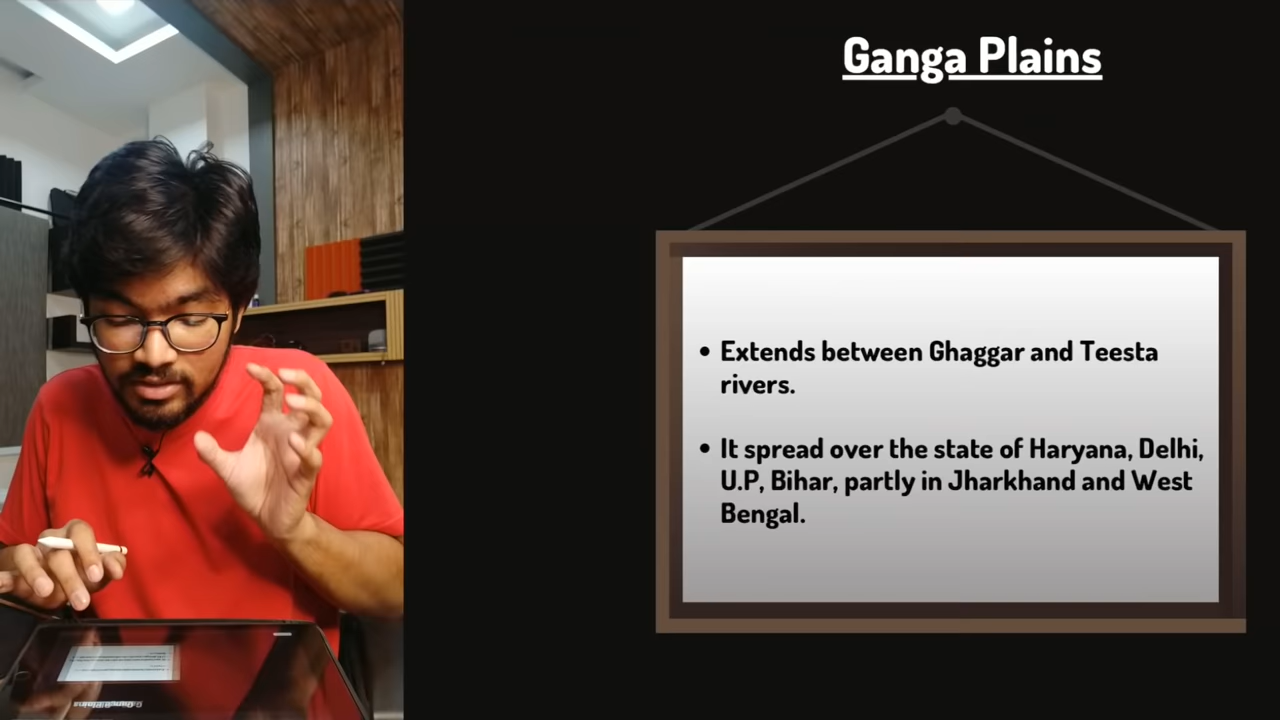 Ganga Plains
• Extends between Ghaggar and Teesta
rivers.
• It spread over the state of Haryana, Delhi,
U.P, Bihar, partly in Jharkhand and West
Bengal.